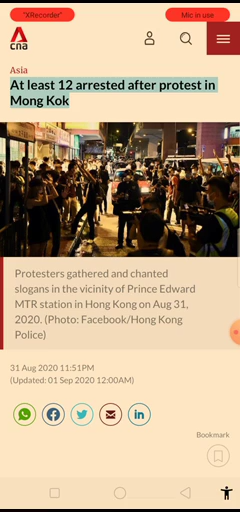 "XRecorder"
Mic in use
cna
Asia
At least 12 arrested after protest in
Mong Kok
Protesters gathered and chanted
slogans in the vicinity of Prince Edward
MTR station in Hong Kong on Aug 31,
2020. (Photo: Facebook/Hong Kong
Police)
31 Aug 2020 11:51PM
(Updated: 01 Sep 2020 12:00AM)
Bookmark